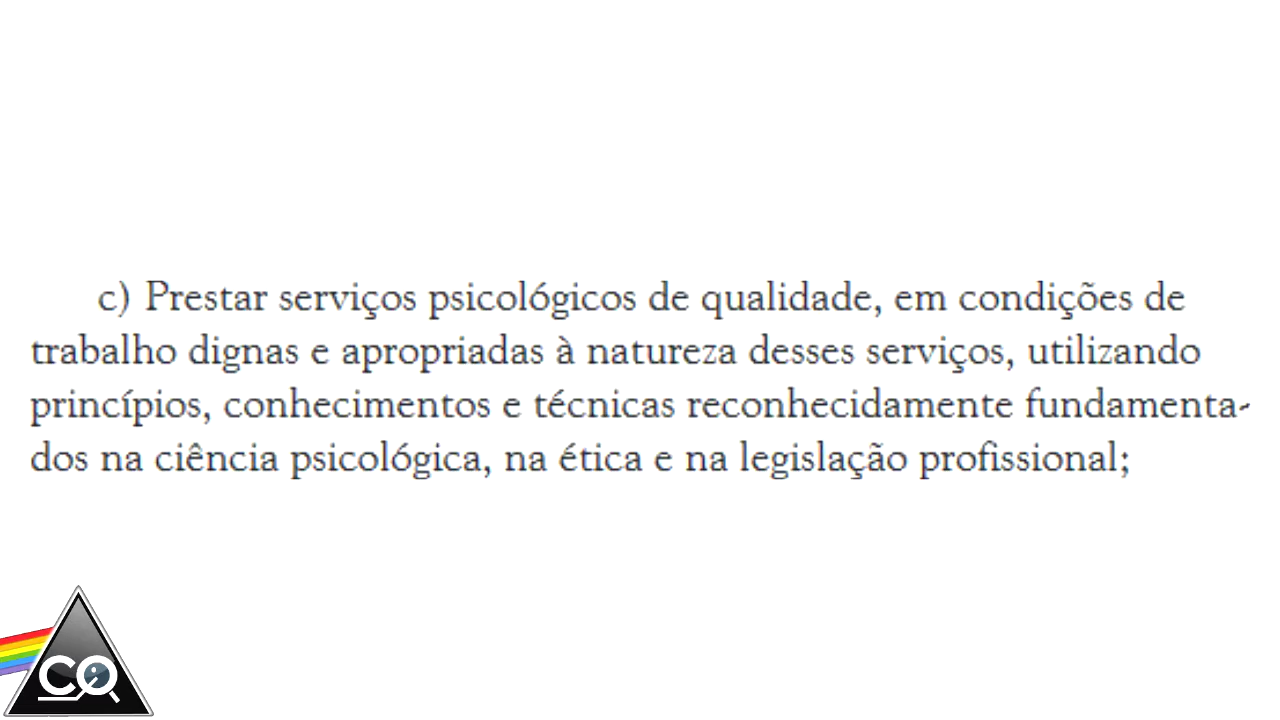 c) Prestar serviços psicológicos de qualidade, em condições de
trabalho dignas e apropriadas à natureza desses serviços, utilizando
princípios, conhecimentos e técnicas reconhecidamente fundamenta-
dos na ciência psicológica, na ética e na legislação profissional;
CQ